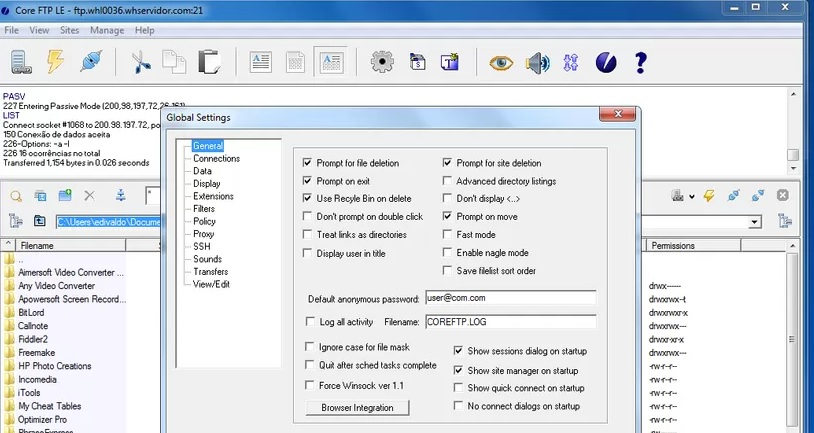 Core FTP LE - ftp.whl0036.whservidor.com:21
File View Sites Manage Help
PASV
227 Entering Passive Mode (200,98,197,72,26,161)
LIST
Connect socket #1068 to 200.98.197.72, po
150 Conexão de dados aceita
226-Options: -a -l
226 16 ocorrências no total
Transferred 1,154 bytes in 0.026 seconds
Global Settings
General
Connections
Data
Display
Extensions
Filters
Policy
Proxy
SSH
Sounds
Transfers
View/Edit
Prompt for file deletion
Prompt on exit
Use Recyle Bin on delete
Don't prompt on double click
Treat links as directories
Display user in title
Prompt for site deletion
Advanced directory listings
Don't display <..>
Prompt on move
Fast mode
Enable nagle mode
Save filelist sort order
Default anonymous password: user@com.com
Log all activity Filename: COREFTP.LOG
Ignore case for file mask
Quit after sched tasks complete
Force Winsock ver 1.1
Browser Integration
Show sessions dialog on startup
Show site manager on startup
Show quick connect on startup
No connect dialogs on startup
C:\Users\edivaldo\Docume
Filename
..
Aimersoft Video Converter ...
Any Video Converter
Apowersoft Screen Record...
BitLord
Callnote
Fiddler2
Freemake
HP Photo Creations
Incomedia
iTools
My Cheat Tables
Optimizer Pro
PhraseExpress
Permissions
drwx------
drwxrwx--t
drwxrwxr-x
drwxrwx---
drwxr-xr-x
drwxrwx---
-rw-r--r--
-rw-r--r--
-rw-r--r--
-rw-r--r--
-rw-r--r--